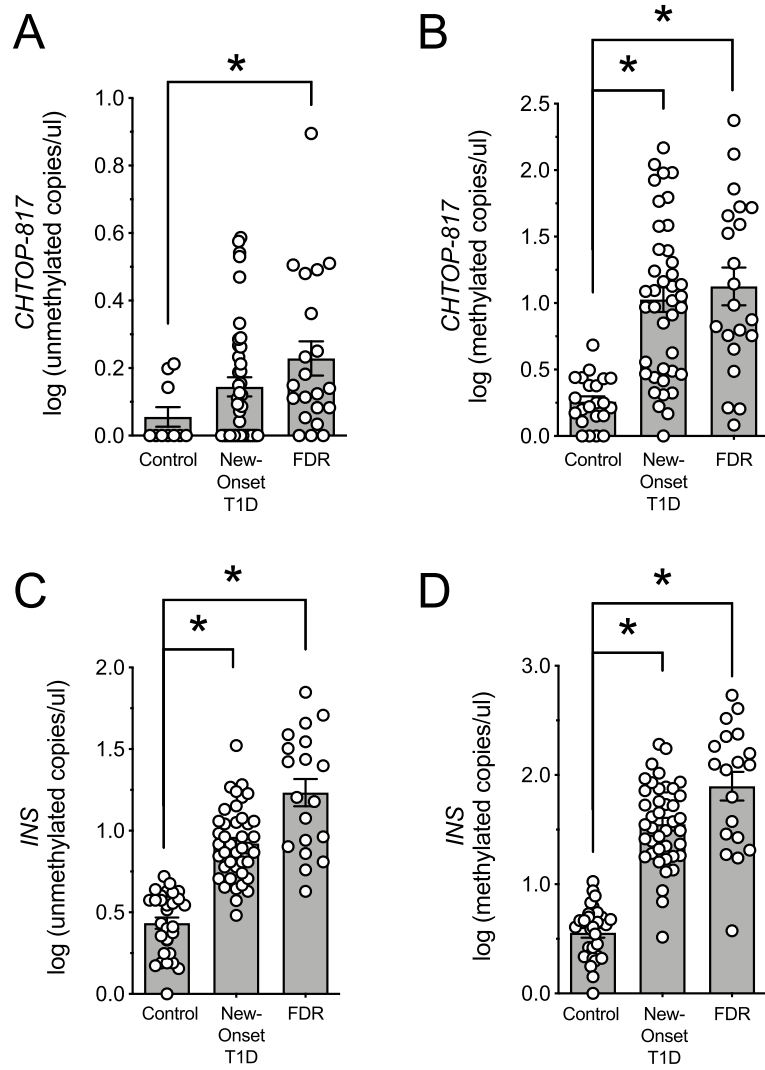 A
*
CHTOP-817
log (unmethylated copies/ul)
1.0
0.8
0.6
0.4
0.2
0.0
Control
New-
Onset
T1D
FDR
B
*
*
CHTOP-817
log (methylated copies/ul)
2.5
2.0
1.5
1.0
0.5
0.0
Control
New-
Onset
T1D
FDR
C
*
*
INS
log (unmethylated copies/ul)
2.0
1.5
1.0
0.5
0.0
Control
New-
Onset
T1D
FDR
D
*
*
INS
log (methylated copies/ul)
3.0
2.0
1.0
0.0
Control
New-
Onset
T1D
FDR